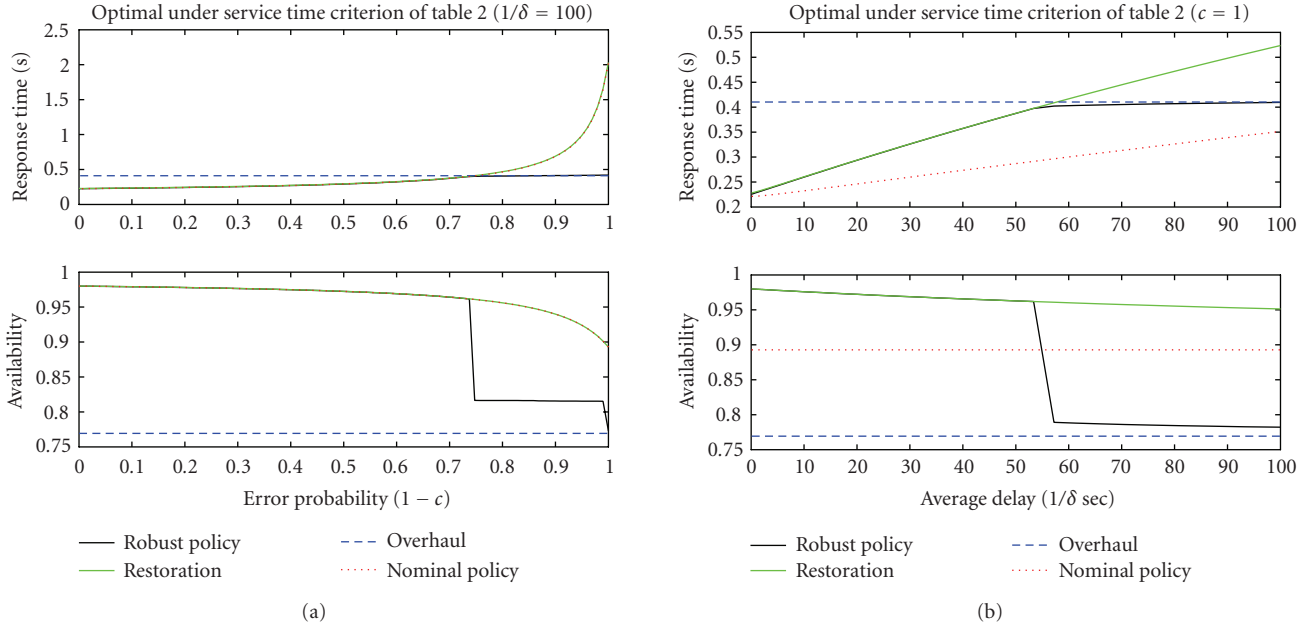 Optimal under service time criterion of table 2 (1/δ = 100)
Response time (s)
2.5
2
1.5
1
0.5
0
0 0.1 0.2 0.3 0.4 0.5 0.6 0.7 0.8 0.9 1
Availability
1
0.95
0.9
0.85
0.8
0.75
0 0.1 0.2 0.3 0.4 0.5 0.6 0.7 0.8 0.9 1
Error probability (1 − c)
Robust policy
Restoration
Overhaul
Nominal policy
(a)
Optimal under service time criterion of table 2 (c = 1)
Response time (s)
0.55
0.5
0.45
0.4
0.35
0.3
0.25
0.2
0 10 20 30 40 50 60 70 80 90 100
Availability
1
0.95
0.9
0.85
0.8
0.75
0 10 20 30 40 50 60 70 80 90 100
Average delay (1/δ sec)
Robust policy
Restoration
Overhaul
Nominal policy
(b)